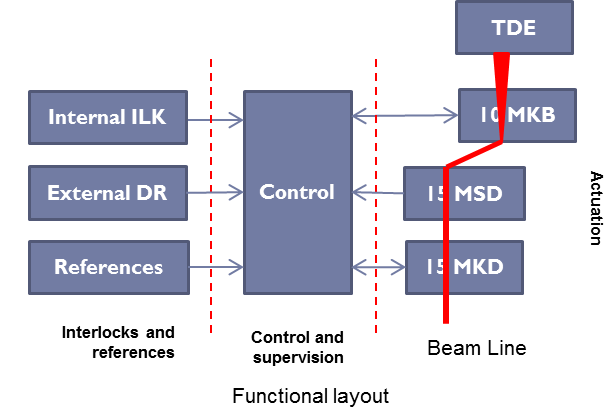 TDE
Internal ILK
10 MKB
External DR
Control
15 MSD
References
15 MKD
Actuation
Interlocks and
references
Control and
supervision
Beam Line
Functional layout